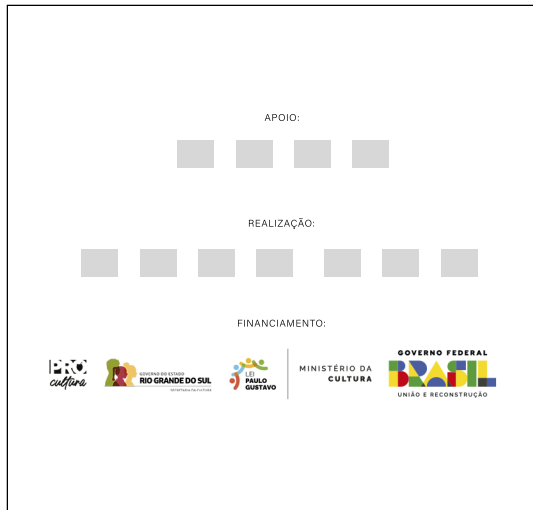 APOIO:
REALIZAÇÃO:
FINANCIAMENTO:
PRÓ
cultura
GOVERNO DO ESTADO
RIO GRANDE DO SUL
LEI
PAULO
GUSTAVO
MINISTÉRIO DA
CULTURA
GOVERNO FEDERAL
BRASIL
UNIÃO E RECONSTRUÇÃO